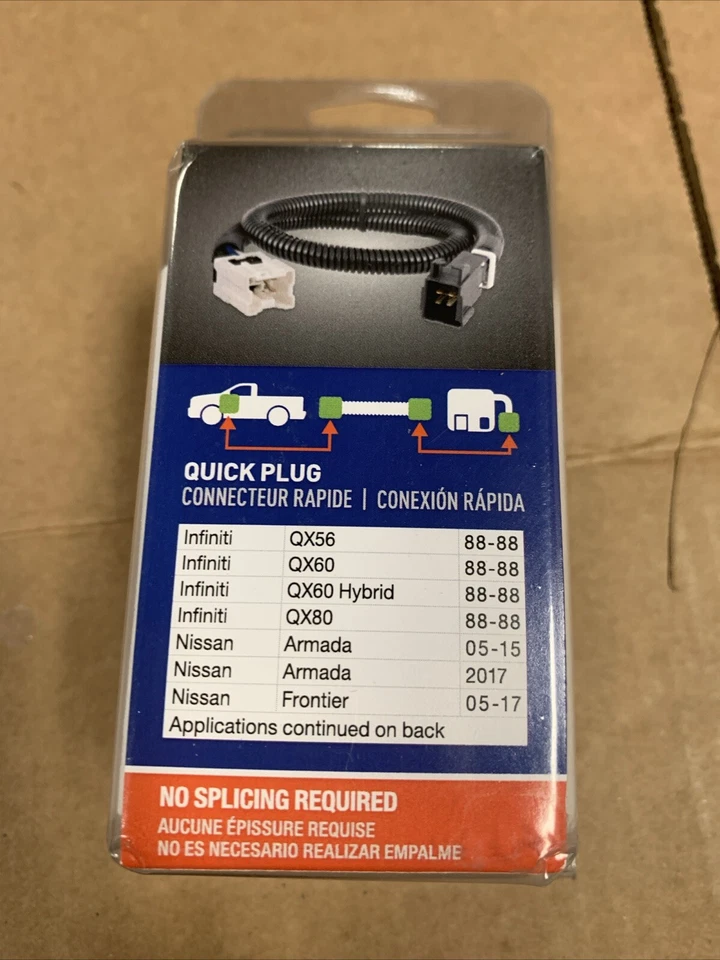 QUICK PLUG
CONNECTEUR RAPIDE | CONEXIÓN RÁPIDA
Infiniti QX56 88-88
Infiniti QX60 88-88
Infiniti QX60 Hybrid 88-88
Infiniti QX80 88-88
Nissan Armada 05-15
Nissan Armada 2017
Nissan Frontier 05-17
Applications continued on back
NO SPLICING REQUIRED
AUCUNE ÉPISSURE REQUISE
NO ES NECESARIO REALIZAR EMPALME